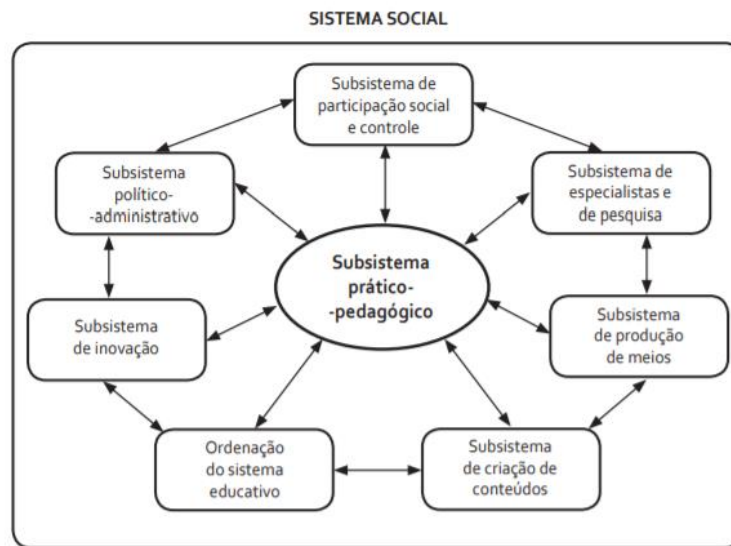 SISTEMA SOCIAL
Subsistema de
participação social
e controle
Subsistema
político-
-administrativo
Subsistema de
especialistas e
de pesquisa
Subsistema
prático-
-pedagógico
Subsistema
de inovação
Subsistema
de produção
de meios
Ordenação
do sistema
educativo
Subsistema
de criação de
conteúdos